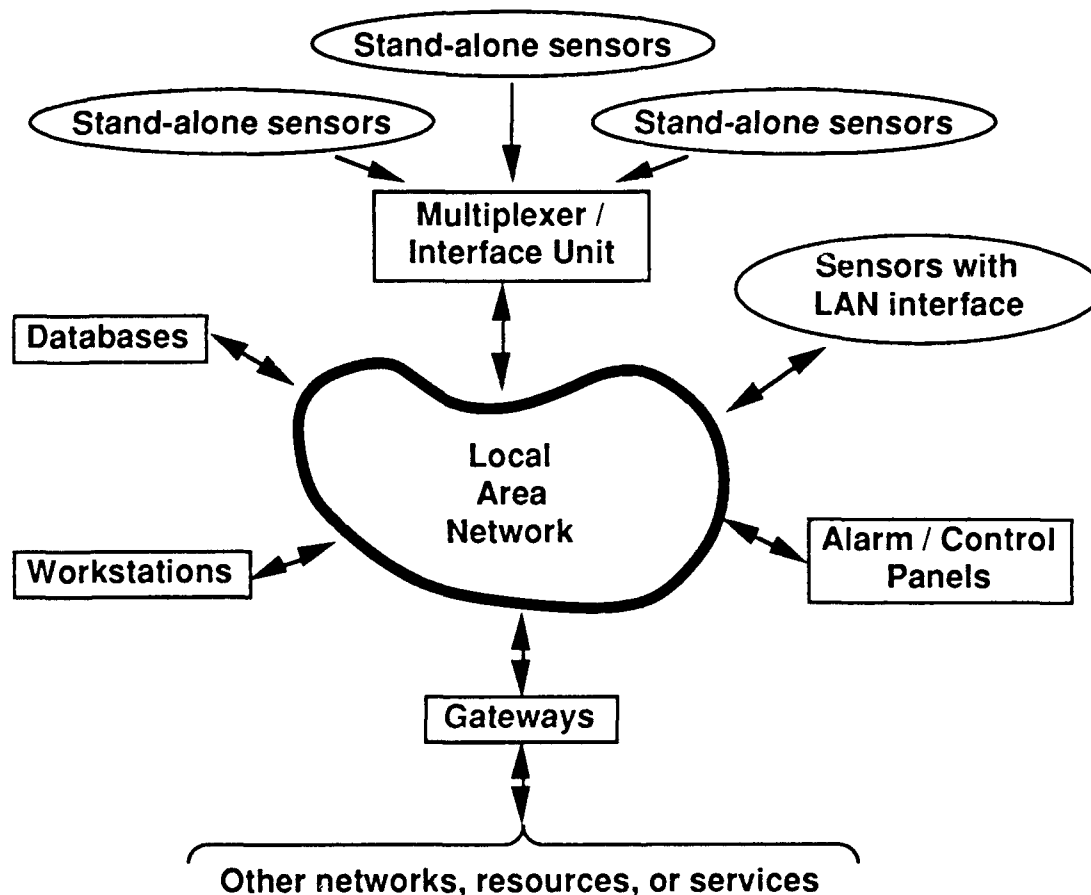 Stand-alone sensors
Stand-alone sensors
Stand-alone sensors
Multiplexer /
Interface Unit
Sensors with
LAN interface
Databases
Local
Area
Network
Workstations
Alarm / Control
Panels
Gateways
Other networks, resources, or services